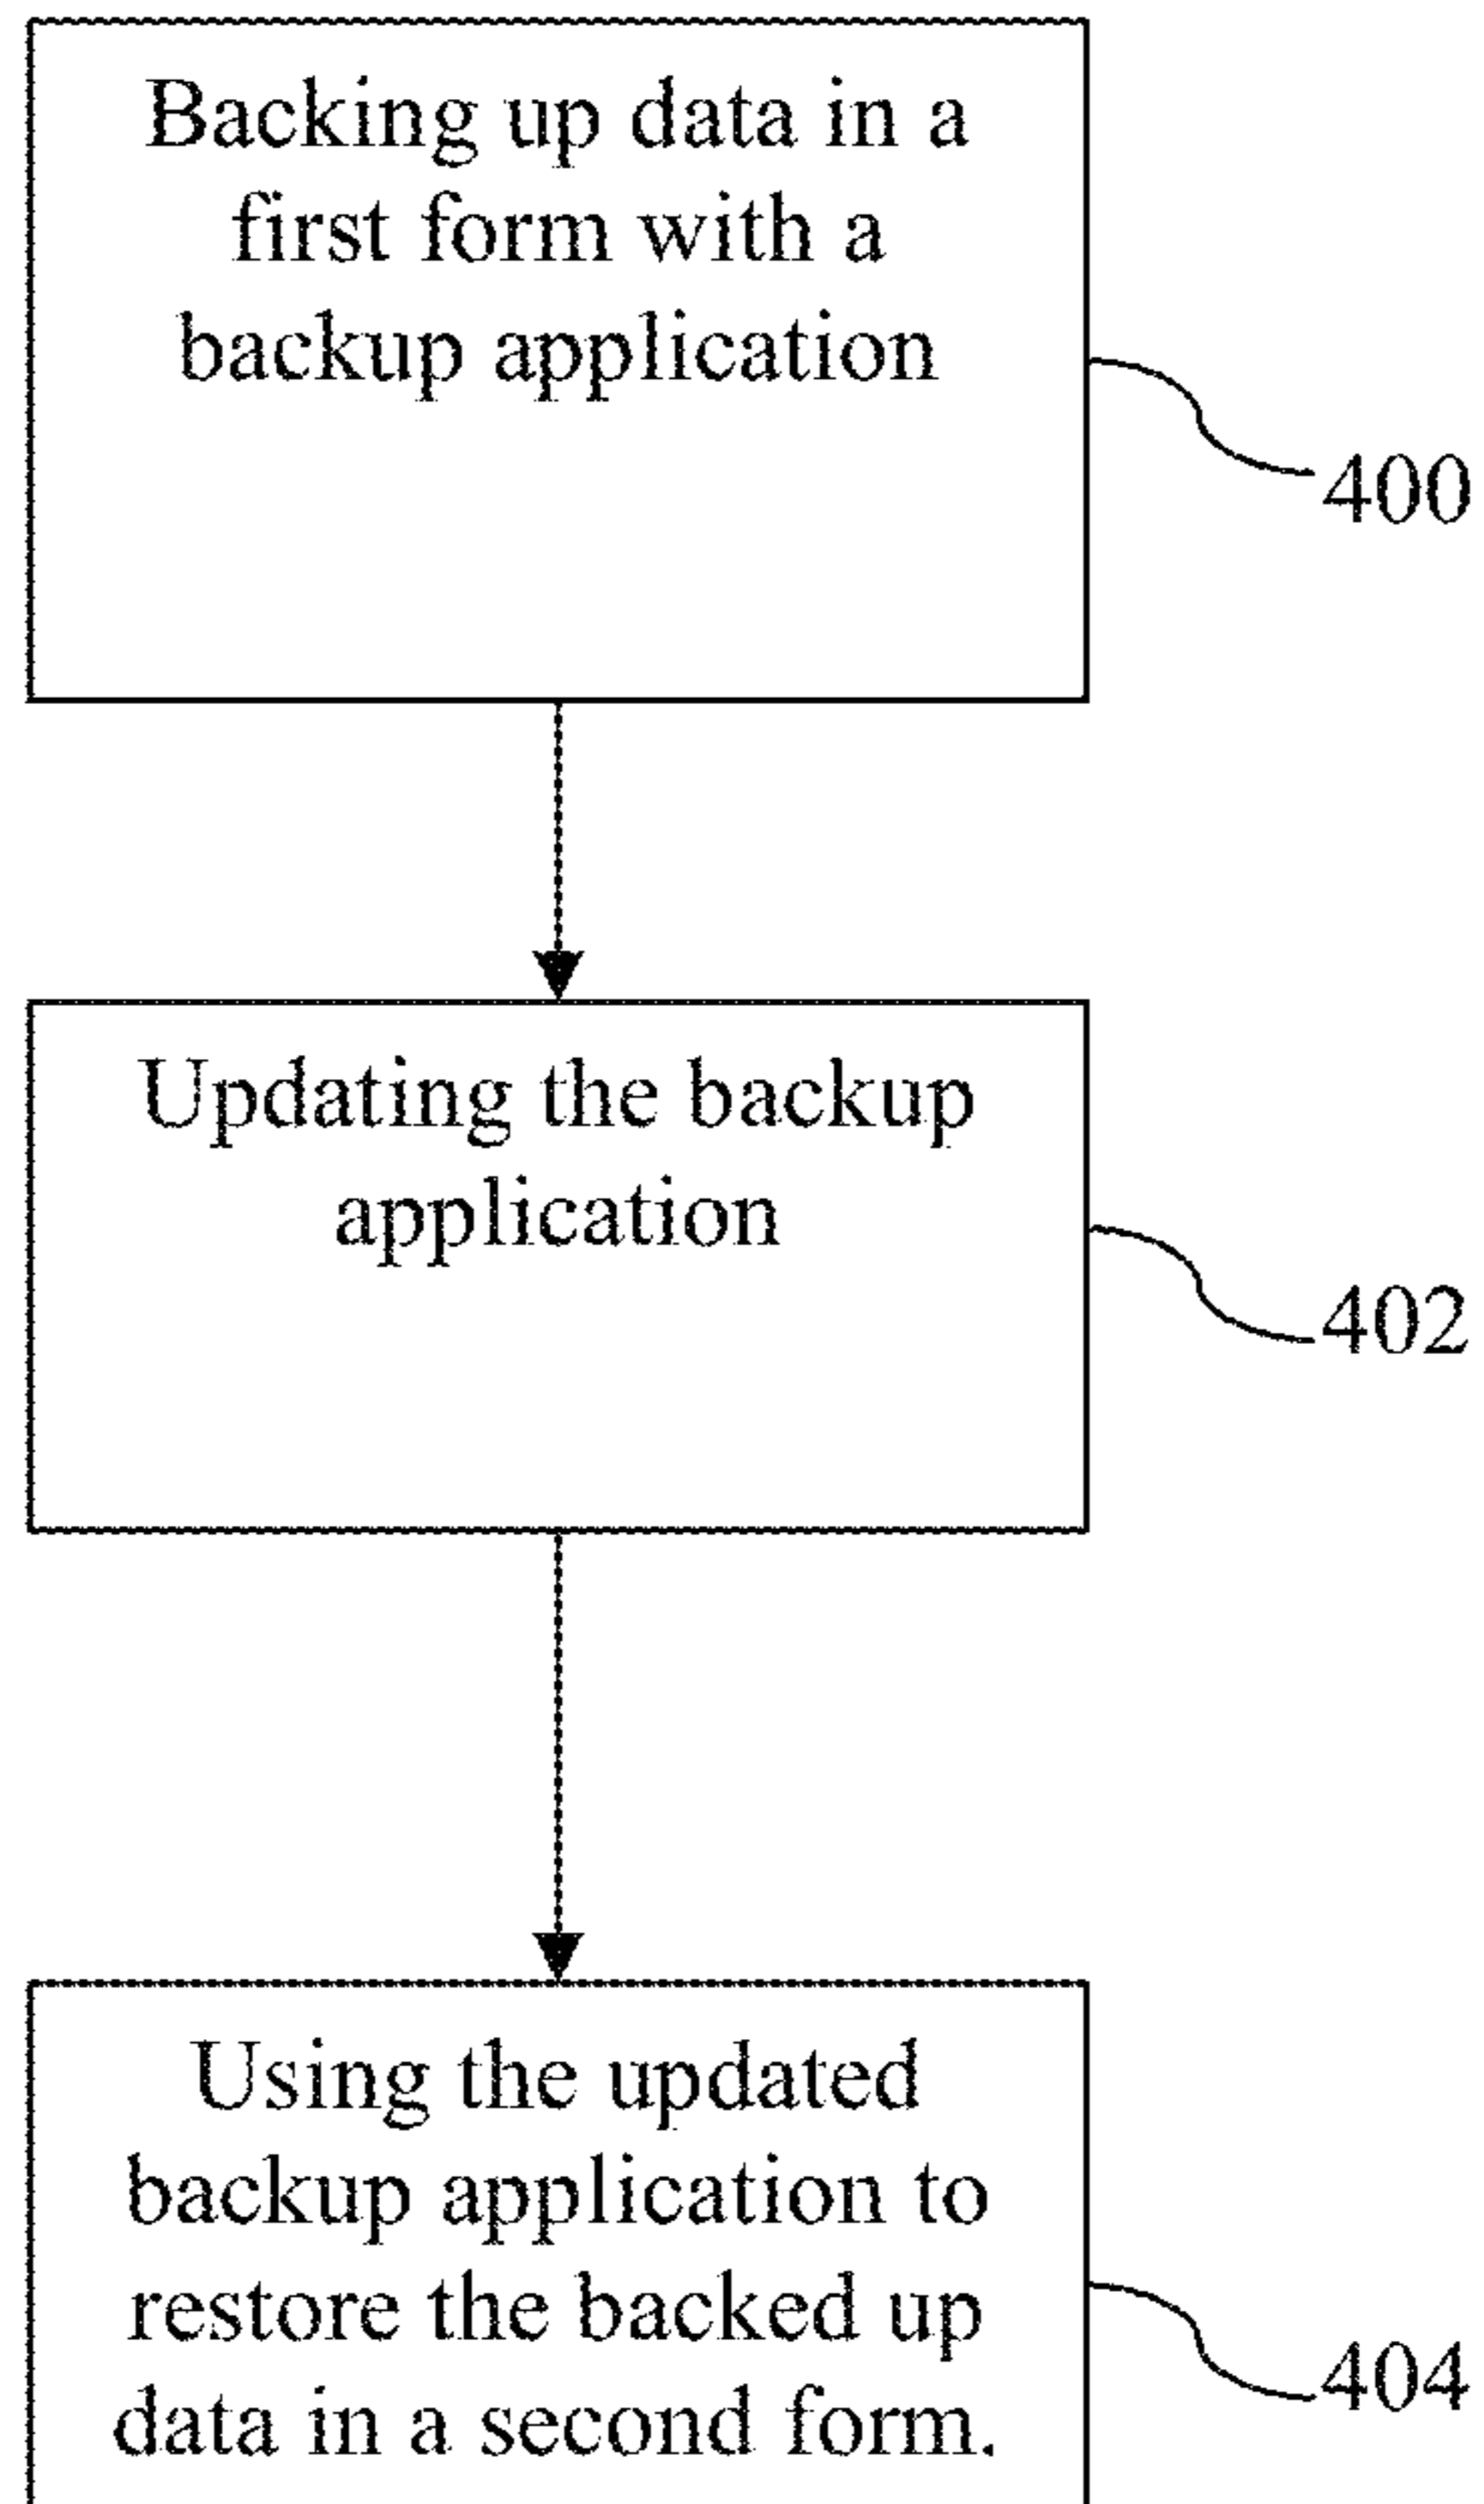 Backing up data in a
first form with a
backup application
400
Updating the backup
application
402
Using the updated
backup application to
restore the backed up
data in a second form.
404